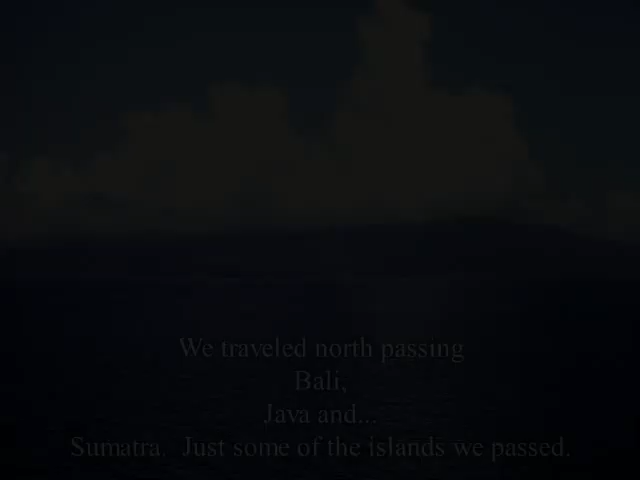 We traveled north passing
Bali,
Java and...
Sumatra.  Just some of the islands we passed.